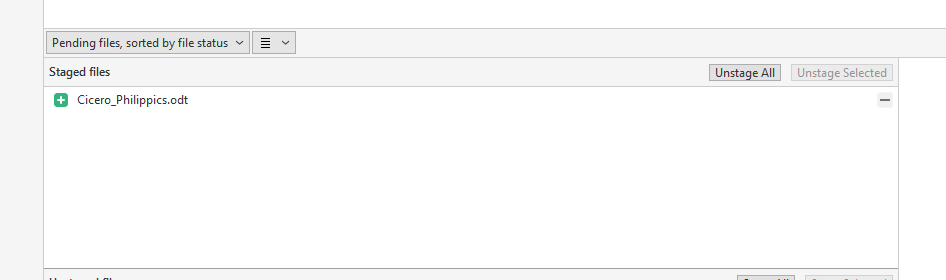 Pending files, sorted by file status
Staged files Unstage All Unstage Selected
Cicero_Philippics.odt